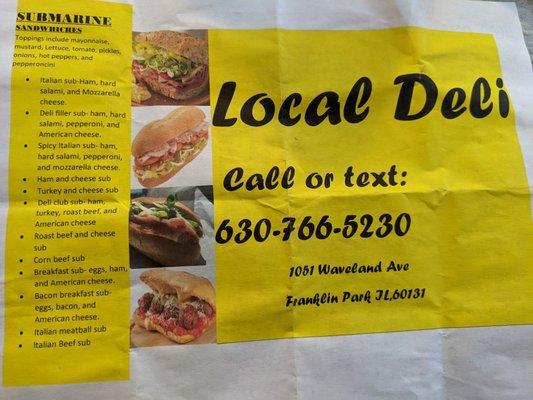 SUBMARINE
SANDWHICHES
Toppings include mayonnaise,
mustard, Lettuce, tomato, pickles,
onions, hot peppers, and
pepperoncini
• Italian sub-Ham, hard
salami, and Mozzarella
cheese.
• Deli filler sub- ham, hard
salami, pepperoni, and
American cheese.
• Spicy Italian sub- ham,
hard salami, pepperoni,
and mozzarella cheese.
• Ham and cheese sub
• Turkey and cheese sub
• Deli club sub- ham,
turkey, roast beef, and
American cheese
• Roast beef and cheese
sub
• Corn beef sub
• Breakfast sub- eggs, ham,
and American cheese.
• Bacon breakfast sub-
eggs, bacon, and
American cheese.
• Italian meatball sub
• Italian Beef sub
Local Deli
Call or text:
630-766-5230
1051 Waveland Ave
Franklin Park IL,60131